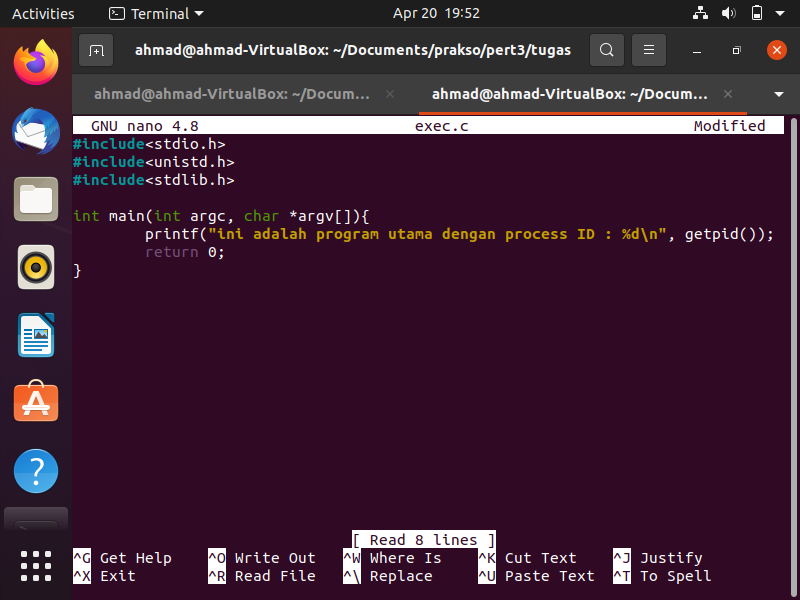 Activities Terminal Apr 20 19:52
ahmad@ahmad-VirtualBox: ~/Documents/prakso/pert3/tugas
ahmad@ahmad-VirtualBox: ~/Docum... × ahmad@ahmad-VirtualBox: ~/Docum... ×
GNU nano 4.8 exec.c Modified
#include<stdio.h>
#include<unistd.h>
#include<stdlib.h>
int main(int argc, char *argv[]){
printf("ini adalah program utama dengan process ID : %d\n", getpid());
return 0;
}
[ Read 8 lines ]
^G Get Help ^O Write Out ^W Where Is ^K Cut Text ^J Justify
^X Exit ^R Read File ^\ Replace ^U Paste Text ^T To Spell